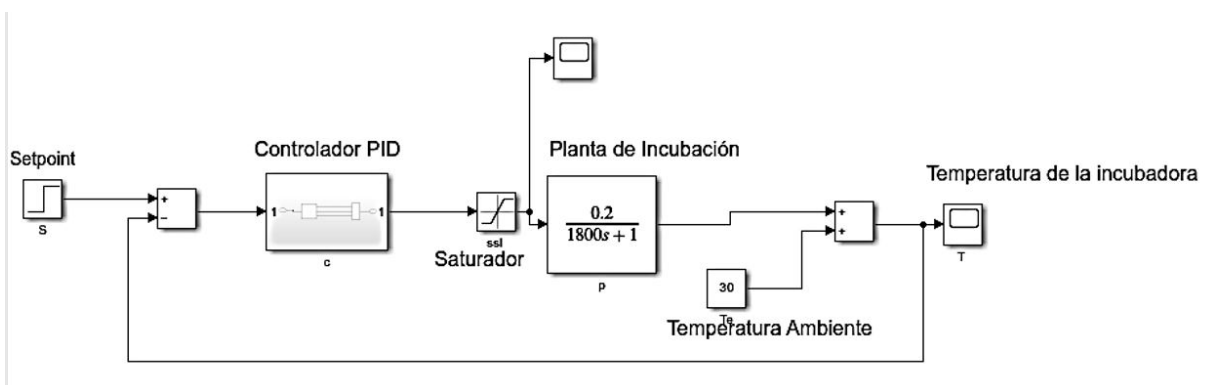 Setpoint
S
+
−
Controlador PID
1
1
c
ssl
Saturador
Planta de Incubación
0.2
1800s + 1
p
+
+
30
Te
Temperatura Ambiente
Temperatura de la incubadora
T